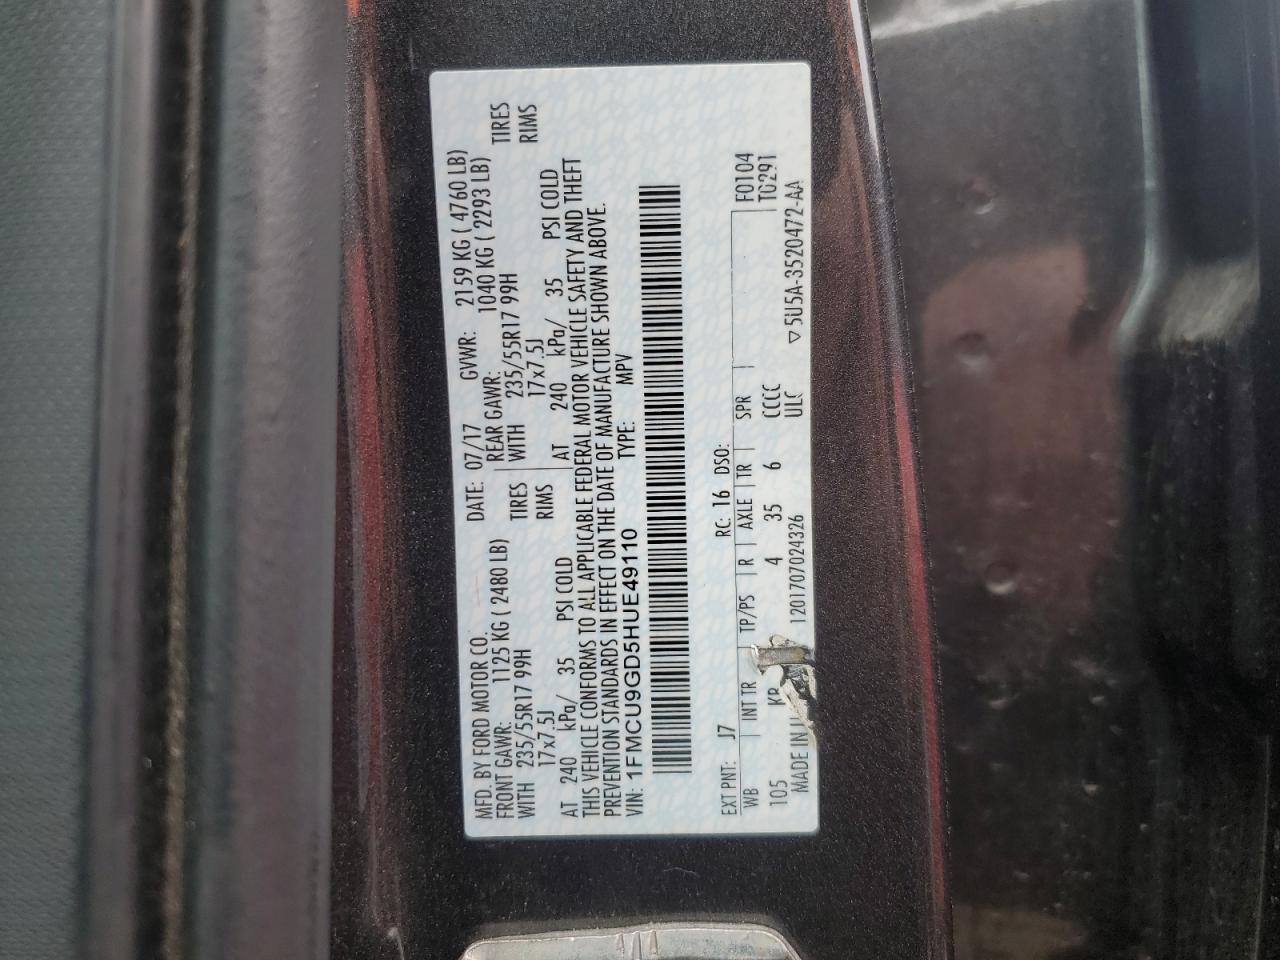 MFD. BY FORD MOTOR CO.
DATE: 07/17 GVWR: 2159 KG ( 4760 LB)
FRONT GAWR: 1125 KG ( 2480 LB) REAR GAWR: 1040 KG ( 2293 LB)
WITH 235/55R17 99H TIRES WITH 235/55R17 99H TIRES
17x7.5J RIMS 17x7.5J RIMS
AT 240 kPa/ 35 PSI COLD AT 240 kPa/ 35 PSI COLD
THIS VEHICLE CONFORMS TO ALL APPLICABLE FEDERAL MOTOR VEHICLE SAFETY AND THEFT
PREVENTION STANDARDS IN EFFECT ON THE DATE OF MANUFACTURE SHOWN ABOVE.
VIN: 1FMCU9GD5HUE49110 TYPE: MPV
EXT PNT: J7 RC: 16 DSO: F0104
WB INT TR TP/PS R AXLE TR SPR T0291
105 KP 4 35 6 CCCC
MADE IN 1201707024326 ULC ▽5U5A-3520472-AA